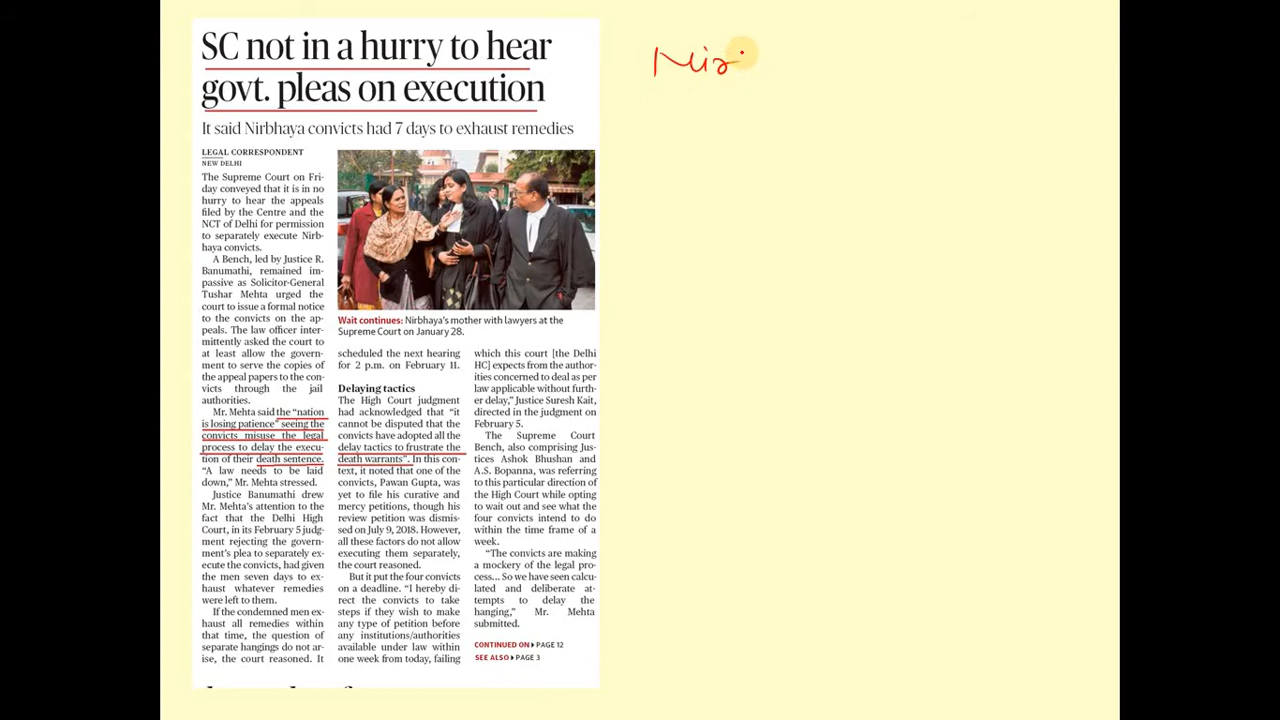 SC not in a hurry to hear
govt. pleas on execution
It said Nirbhaya convicts had 7 days to exhaust remedies
LEGAL CORRESPONDENT
NEW DELHI
The Supreme Court on Fri-
day conveyed that it is in no
hurry to hear the appeals
filed by the Centre and the
NCT of Delhi for permission
to separately execute Nirb-
haya convicts.
A Bench, led by Justice R.
Banumathi, remained im-
passive as Solicitor-General
Tushar Mehta urged the
court to issue a formal notice
to the convicts on the ap-
peals. The law officer inter-
mittently asked the court to
at least allow the govern-
ment to serve the copies of
the appeal papers to the con-
victs through the jail
authorities.
Mr. Mehta said the "nation
is losing patience" seeing the
convicts misuse the legal
process to delay the execu-
tion of their death sentence.
"A law needs to be laid
down," Mr. Mehta stressed.
Justice Banumathi drew
Mr. Mehta's attention to the
fact that the Delhi High
Court, in its February 5 judg-
ment rejecting the govern-
ment's plea to separately ex-
ecute the convicts, had given
the men seven days to ex-
haust whatever remedies
were left to them.
If the condemned men ex-
haust all remedies within
that time, the question of
separate hangings do not ar-
ise, the court reasoned. It
Wait continues: Nirbhaya's mother with lawyers at the
Supreme Court on January 28.
scheduled the next hearing
for 2 p.m. on February 11.
Delaying tactics
The High Court judgment
had acknowledged that "it
cannot be disputed that the
convicts have adopted all the
delay tactics to frustrate the
death warrants". In this con-
text, it noted that one of the
convicts, Pawan Gupta, was
yet to file his curative and
mercy petitions, though his
review petition was dismis-
sed on July 9, 2018. However,
all these factors do not allow
executing them separately,
the court reasoned.
But it put the four convicts
on a deadline. "I hereby di-
rect the convicts to take
steps if they wish to make
any type of petition before
any institutions/authorities
available under law within
one week from today, failing
which this court [the Delhi
HC] expects from the author-
ities concerned to deal as per
law applicable without furth-
er delay," Justice Suresh Kait,
directed in the judgment on
February 5.
The Supreme Court
Bench, also comprising Jus-
tices Ashok Bhushan and
A.S. Bopanna, was referring
to this particular direction of
the High Court while opting
to wait out and see what the
four convicts intend to do
within the time frame of a
week.
"The convicts are making
a mockery of the legal pro-
cess... So we have seen calcu-
lated and deliberate at-
tempts to delay the
hanging," Mr. Mehta
submitted.
CONTINUED ON PAGE 12
SEE ALSO PAGE 3
Nir